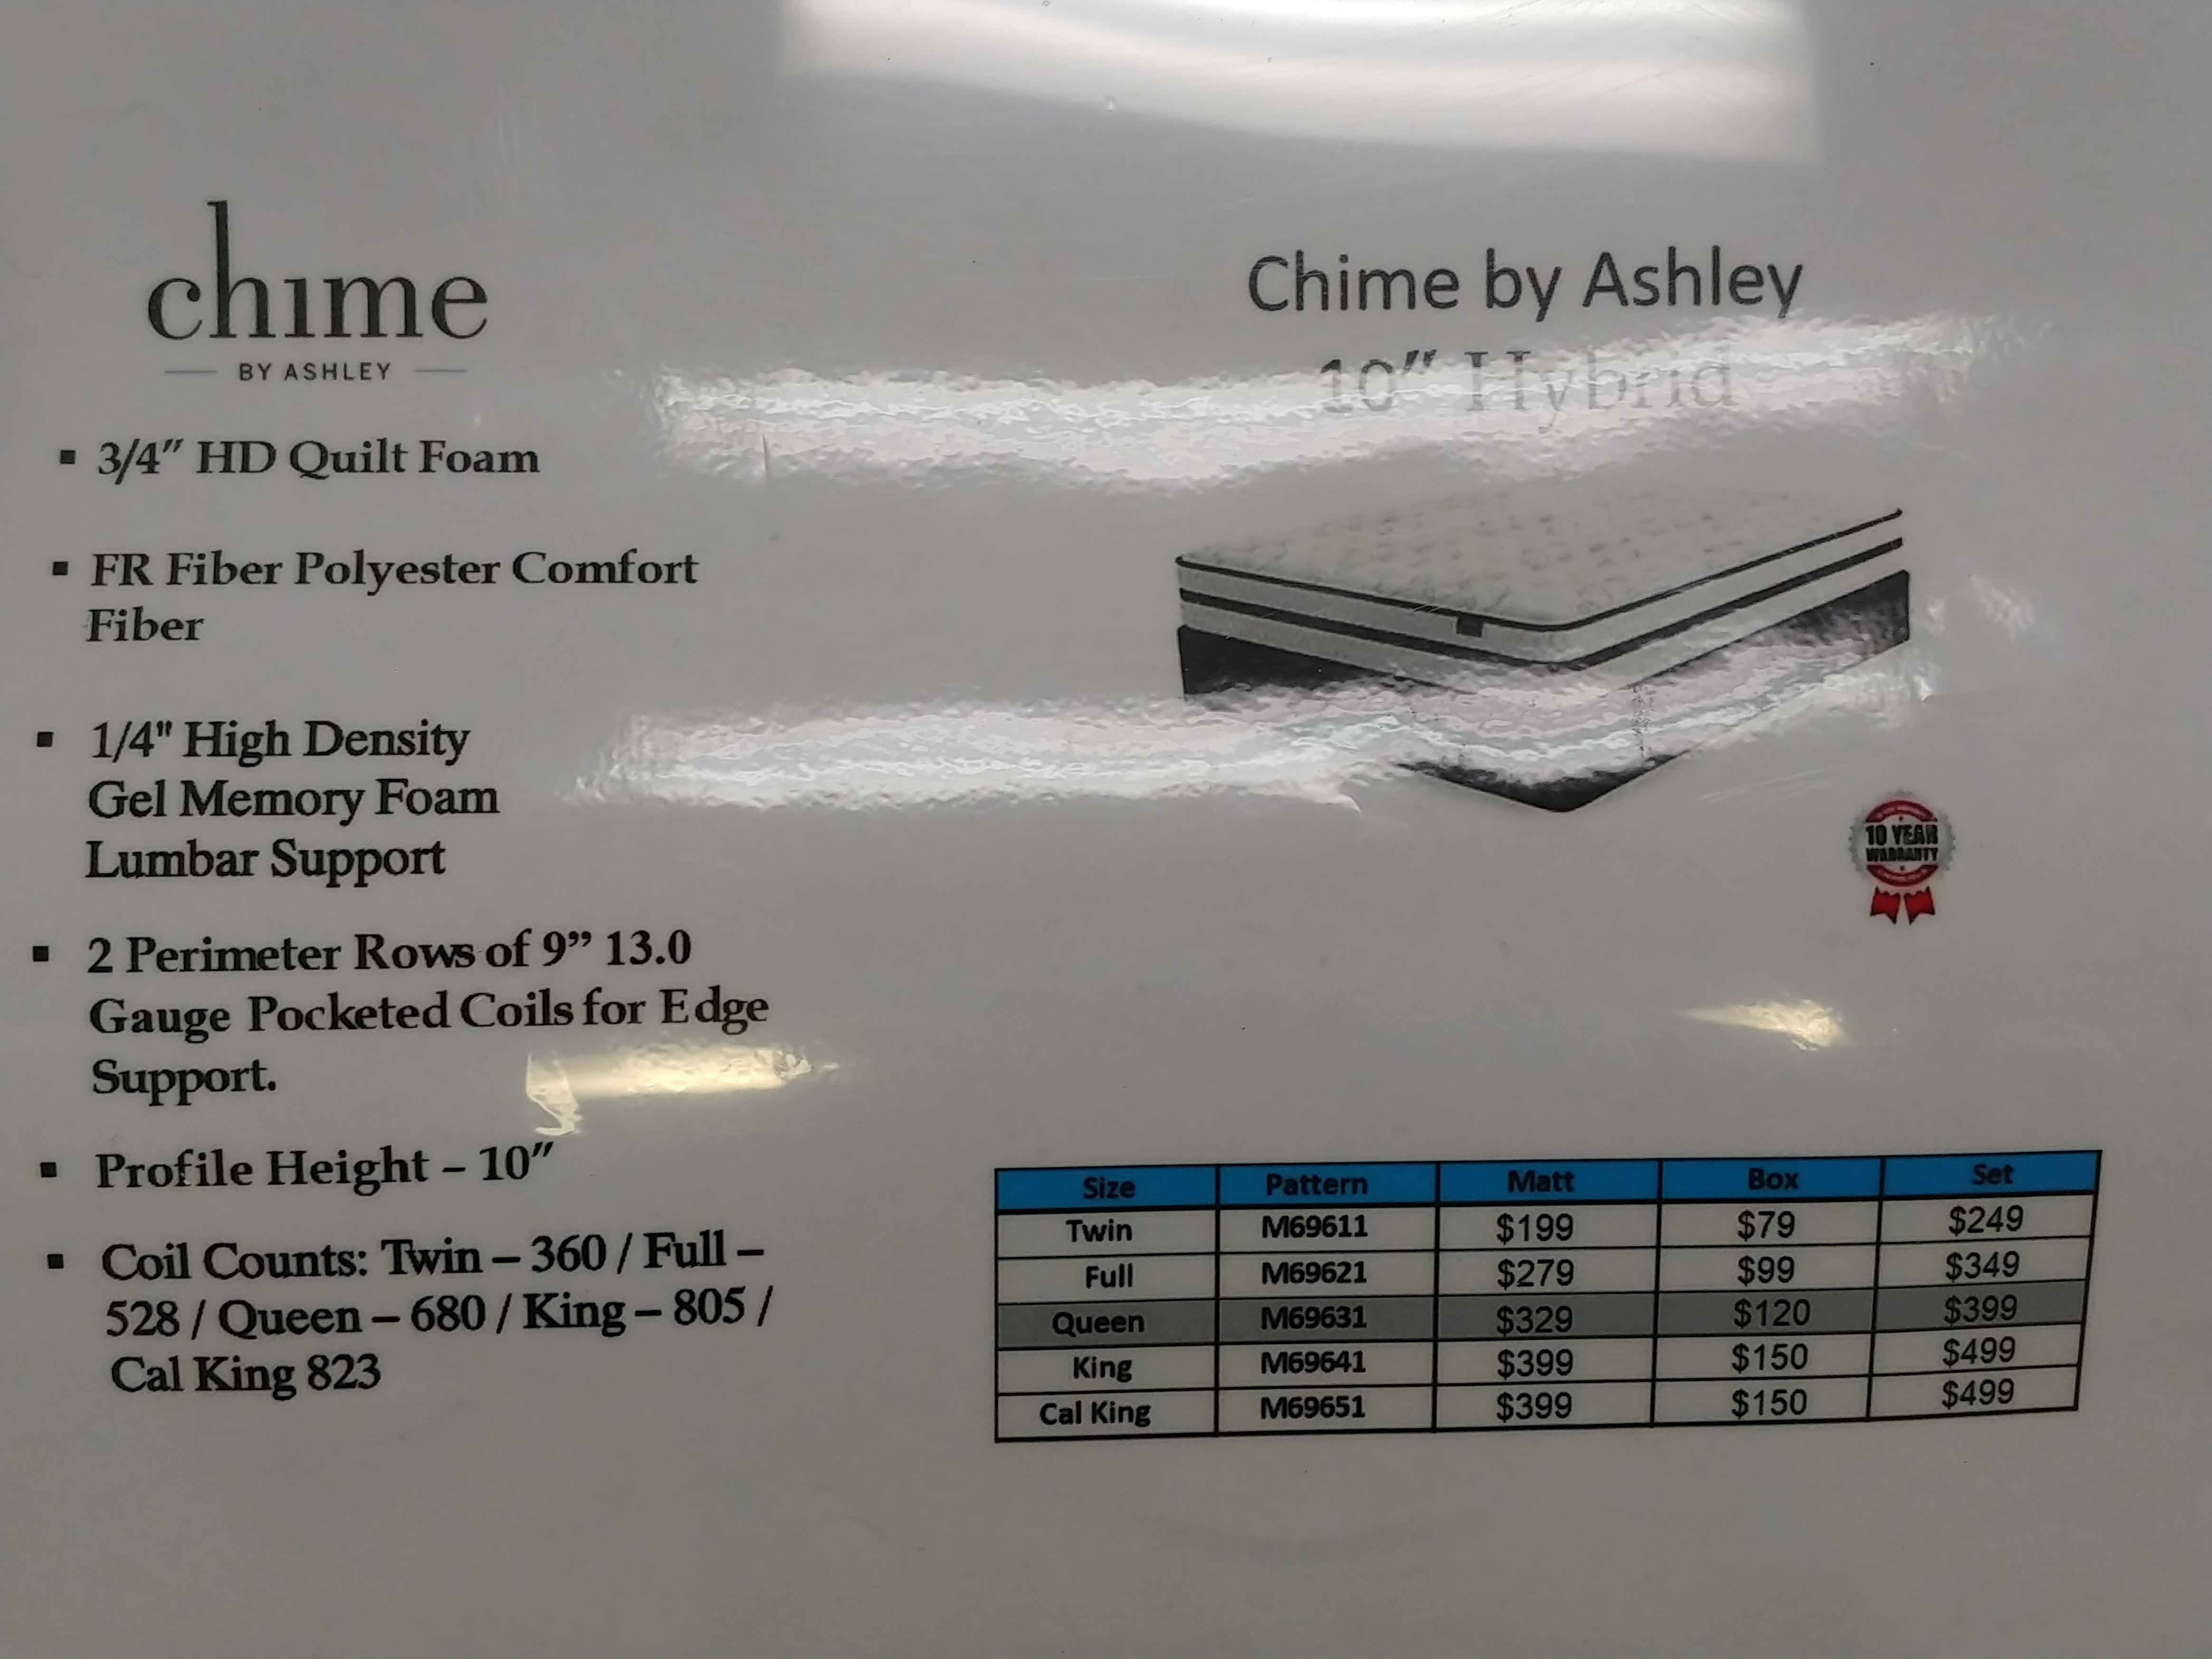 chime
BY ASHLEY
▪ 3/4" HD Quilt Foam
▪ FR Fiber Polyester Comfort
Fiber
▪ 1/4" High Density
Gel Memory Foam
Lumbar Support
▪ 2 Perimeter Rows of 9” 13.0
Gauge Pocketed Coils for Edge
Support.
▪ Profile Height – 10"
▪ Coil Counts: Twin – 360 / Full –
528 / Queen – 680 / King – 805 /
Cal King 823
Chime by Ashley
10" Hybrid
10 YEAR
WARRANTY
Size Pattern Matt Box Set
Twin M69611 $199 $79 $249
Full M69621 $279 $99 $349
Queen M69631 $329 $120 $399
King M69641 $399 $150 $499
Cal King M69651 $399 $150 $499